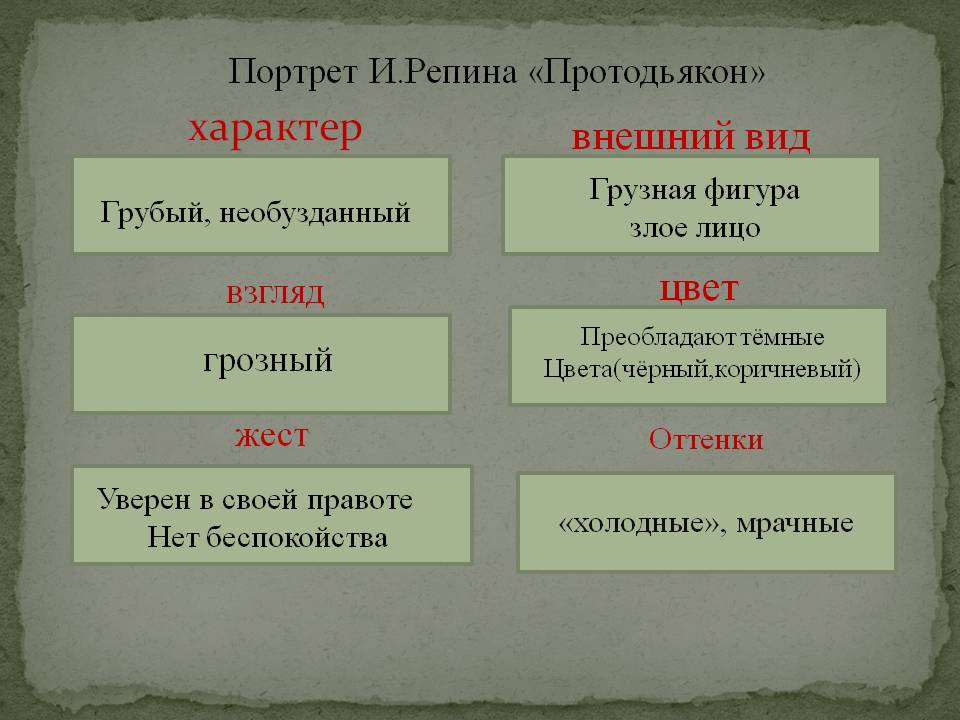 Портрет И.Репина «Протодьякон»
характер
внешний вид
Грубый, необузданный
Грузная фигура
злое лицо
взгляд
цвет
грозный
Преобладают тёмные
Цвета(чёрный,коричневый)
жест
Оттенки
Уверен в своей правоте
Нет беспокойства
«холодные», мрачные